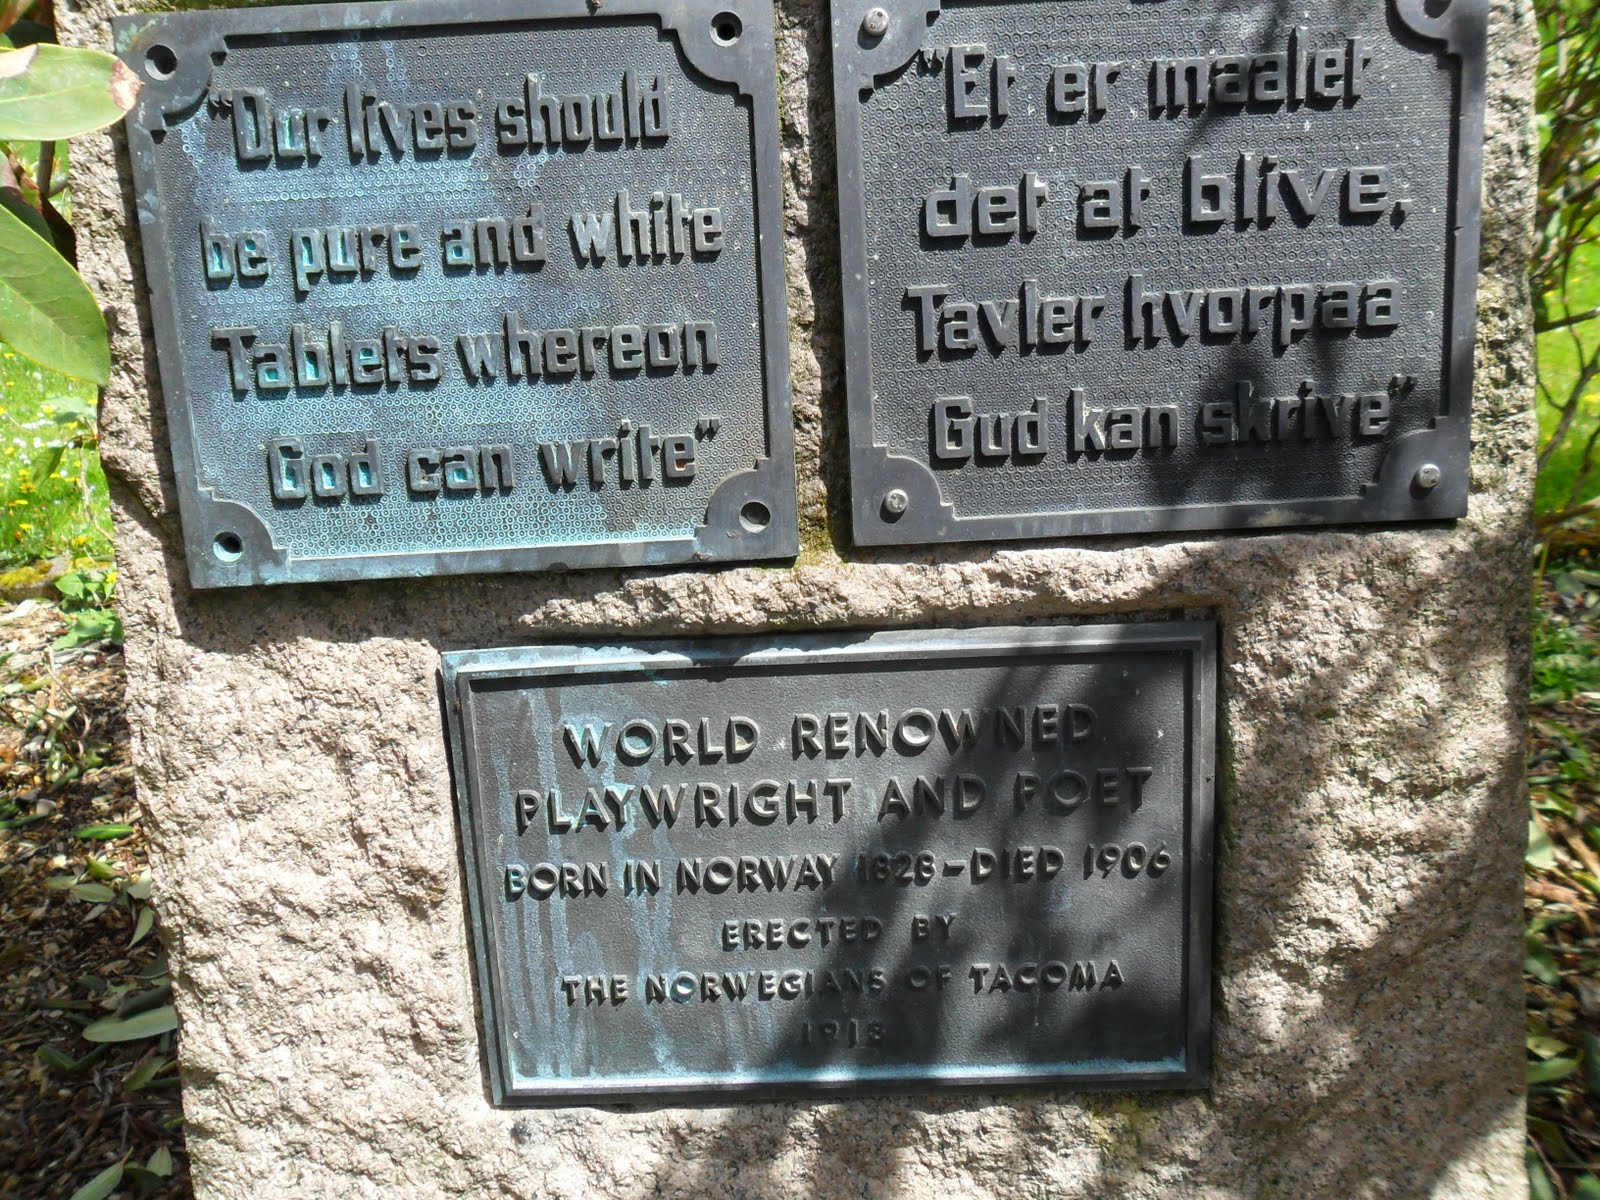 "Our lives should
be pure and white
Tablets whereon
God can write"
"Et er maalet
det at blive,
Tavler hvorpaa
Gud kan skrive"
WORLD RENOWNED
PLAYWRIGHT AND POET
BORN IN NORWAY 1828-DIED 1906
ERECTED BY
THE NORWEGIANS OF TACOMA
1913